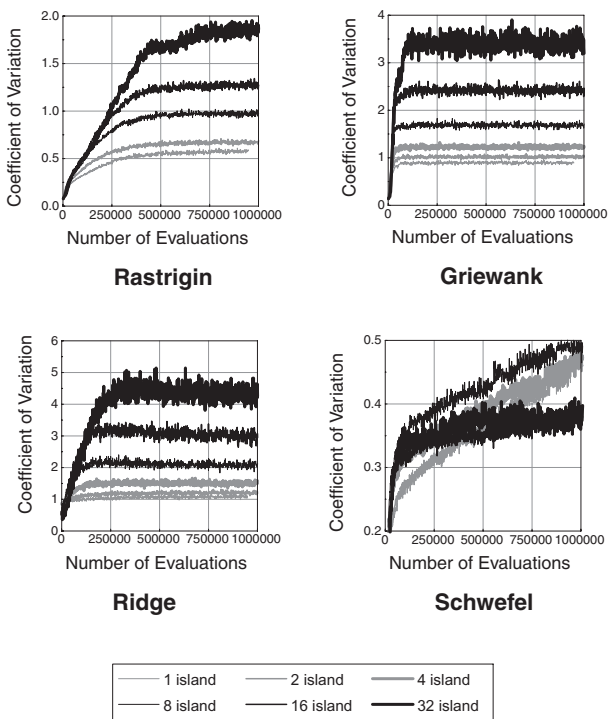 2.0
1.5
1.0
0.5
0.0
Coefficient of Variation
0 250000 500000 750000 1000000
Number of Evaluations
Rastrigin
4
3
2
1
0
Coefficient of Variation
0 250000 500000 750000 1000000
Number of Evaluations
Griewank
6
5
4
3
2
1
0
Coefficient of Variation
0 250000 500000 750000 1000000
Number of Evaluations
Ridge
0.5
0.4
0.3
0.2
Coefficient of Variation
0 250000 500000 750000 1000000
Number of Evaluations
Schwefel
1 island 2 island 4 island
8 island 16 island 32 island